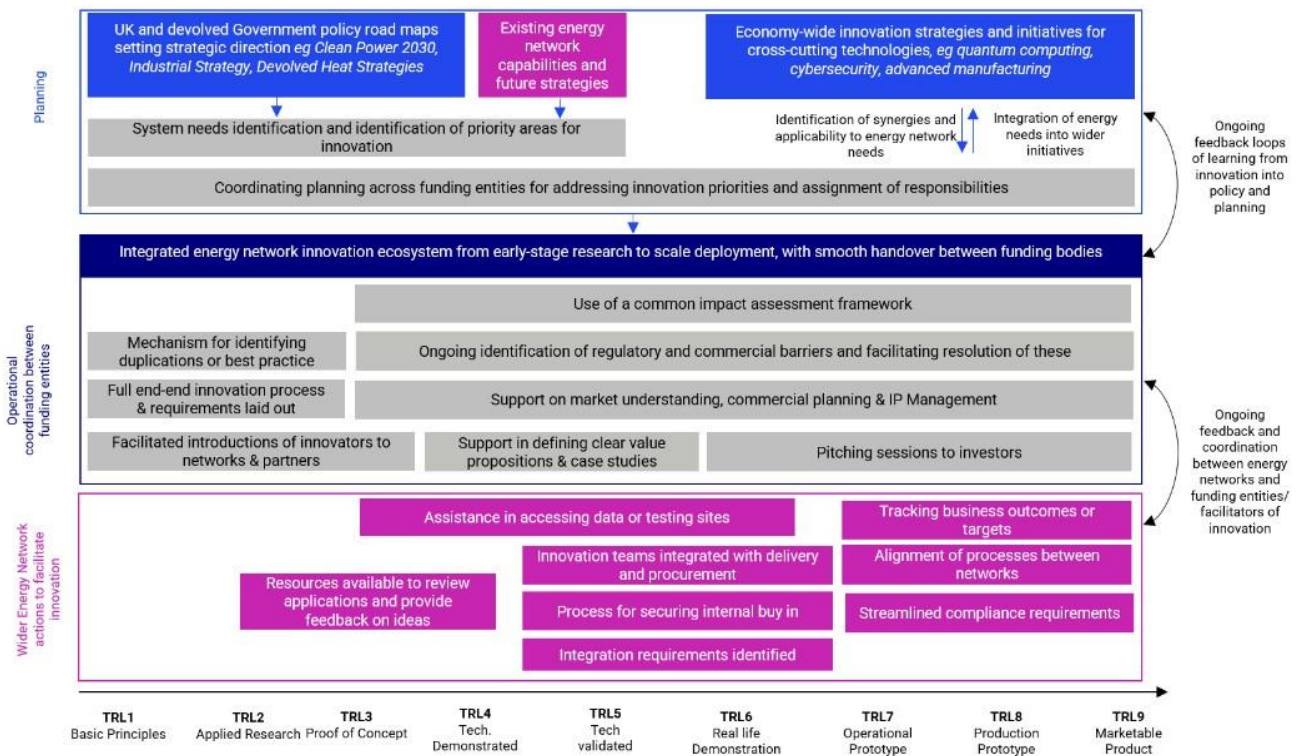 Planning
UK and devolved Government policy road maps
setting strategic direction eg Clean Power 2030,
Industrial Strategy, Devolved Heat Strategies
Existing energy
network
capabilities and
future strategies
Economy-wide innovation strategies and initiatives for
cross-cutting technologies, eg quantum computing,
cybersecurity, advanced manufacturing
System needs identification and identification of priority areas for
innovation
Identification of synergies and
applicability to energy network
needs
Integration of energy
needs into wider
initiatives
Coordinating planning across funding entities for addressing innovation priorities and assignment of responsibilities
Ongoing
feedback loops
of learning from
innovation into
policy and
planning
Operational
coordination between
funding entities
Integrated energy network innovation ecosystem from early-stage research to scale deployment, with smooth handover between funding bodies
Use of a common impact assessment framework
Mechanism for identifying
duplications or best practice
Ongoing identification of regulatory and commercial barriers and facilitating resolution of these
Full end-end innovation process
& requirements laid out
Support on market understanding, commercial planning & IP Management
Facilitated introductions of innovators to
networks & partners
Support in defining clear value
propositions & case studies
Pitching sessions to investors
Ongoing
feedback and
coordination
between energy
networks and
funding entities/
facilitators of
innovation
Wider Energy Network
actions to facilitate
innovation
Assistance in accessing data or testing sites
Tracking business outcomes or
targets
Innovation teams integrated with delivery
and procurement
Alignment of processes between
networks
Resources available to review
applications and provide
feedback on ideas
Process for securing internal buy in
Streamlined compliance requirements
Integration requirements identified
TRL1
Basic Principles
TRL2
Applied Research
TRL3
Proof of Concept
TRL4
Tech.
Demonstrated
TRL5
Tech
validated
TRL6
Real life
Demonstration
TRL7
Operational
Prototype
TRL8
Production
Prototype
TRL9
Marketable
Product